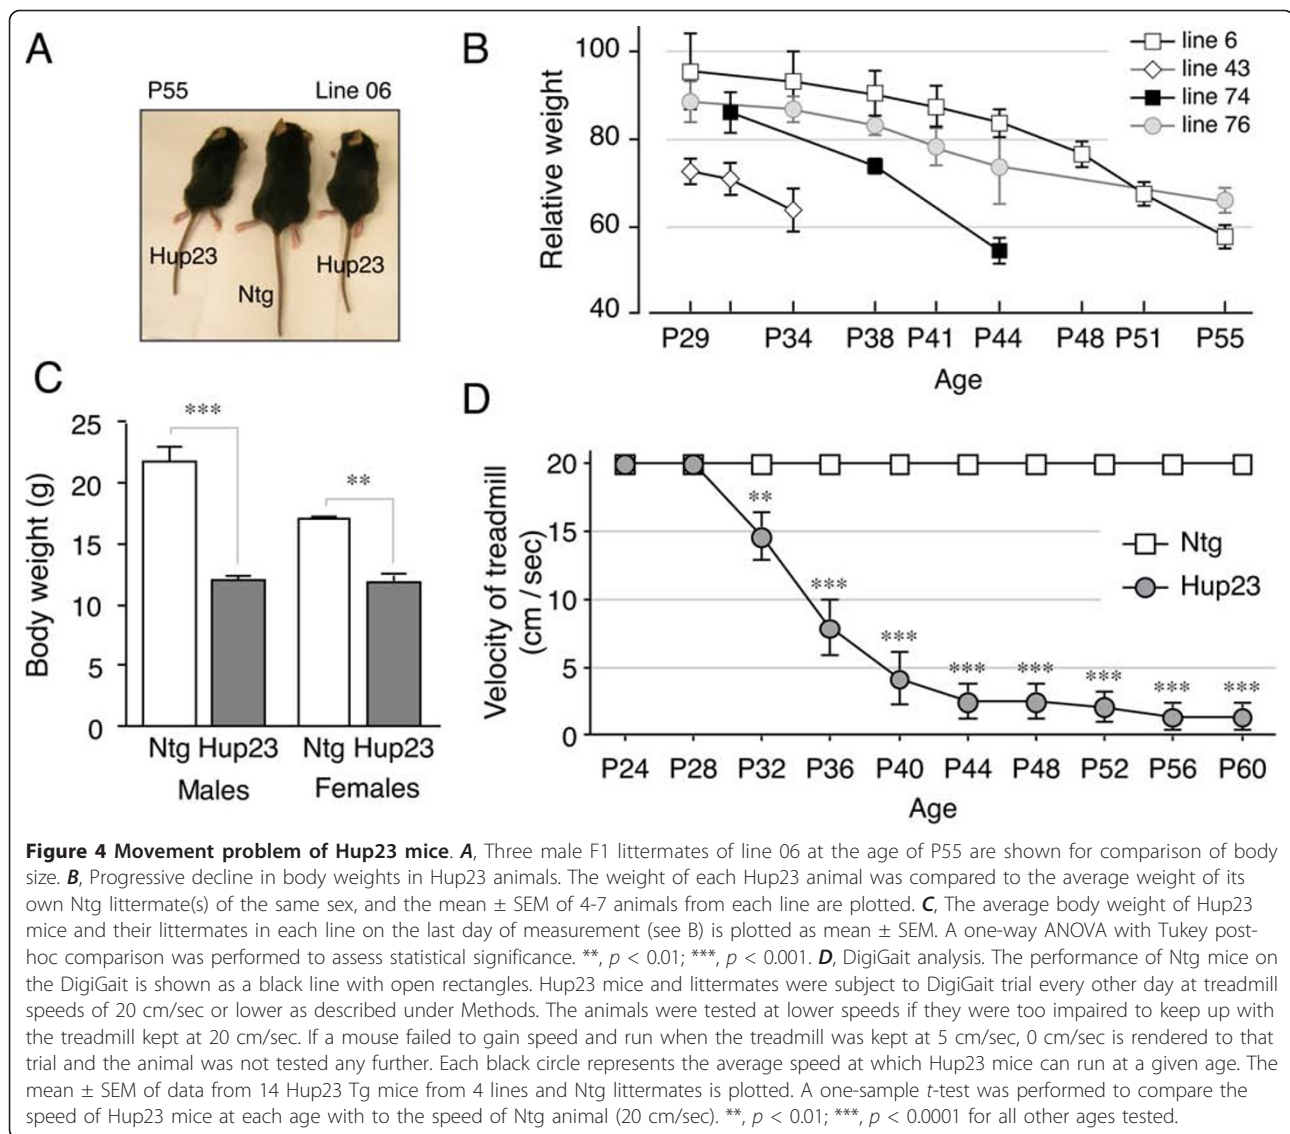 A
P55 Line 06
Hup23
Ntg
Hup23
B
Relative weight
100
80
60
40
line 6
line 43
line 74
line 76
P29 P34 P38 P41 P44 P48 P51 P55
Age
C
Body weight (g)
25
20
15
10
5
0
***
**
Ntg Hup23 Ntg Hup23
Males Females
D
Velocity of treadmill
(cm / sec)
20
15
10
5
0
**
***
***
***
***
***
***
***
Ntg
Hup23
P24 P28 P32 P36 P40 P44 P48 P52 P56 P60
Age
Figure 4 Movement problem of Hup23 mice. A, Three male F1 littermates of line 06 at the age of P55 are shown for comparison of body
size. B, Progressive decline in body weights in Hup23 animals. The weight of each Hup23 animal was compared to the average weight of its
own Ntg littermate(s) of the same sex, and the mean ± SEM of 4-7 animals from each line are plotted. C, The average body weight of Hup23
mice and their littermates in each line on the last day of measurement (see B) is plotted as mean ± SEM. A one-way ANOVA with Tukey post-
hoc comparison was performed to assess statistical significance. **, p < 0.01; ***, p < 0.001. D, DigiGait analysis. The performance of Ntg mice on
the DigiGait is shown as a black line with open rectangles. Hup23 mice and littermates were subject to DigiGait trial every other day at treadmill
speeds of 20 cm/sec or lower as described under Methods. The animals were tested at lower speeds if they were too impaired to keep up with
the treadmill kept at 20 cm/sec. If a mouse failed to gain speed and run when the treadmill was kept at 5 cm/sec, 0 cm/sec is rendered to that
trial and the animal was not tested any further. Each black circle represents the average speed at which Hup23 mice can run at a given age. The
mean ± SEM of data from 14 Hup23 Tg mice from 4 lines and Ntg littermates is plotted. A one-sample t-test was performed to compare the
speed of Hup23 mice at each age with to the speed of Ntg animal (20 cm/sec). **, p < 0.01; ***, p < 0.0001 for all other ages tested.